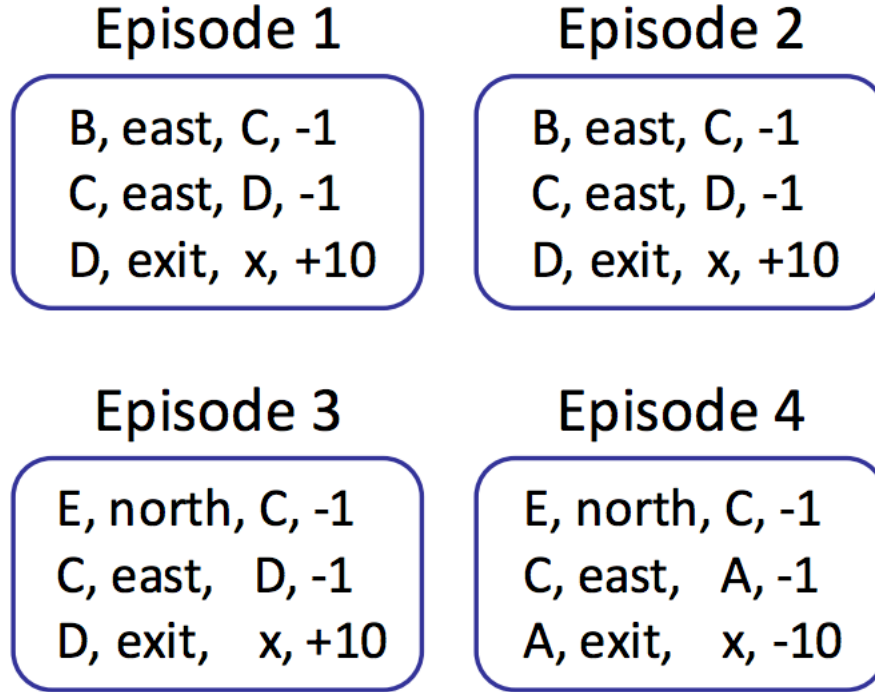 Episode 1
B, east, C, -1
C, east, D, -1
D, exit, x, +10
Episode 2
B, east, C, -1
C, east, D, -1
D, exit, x, +10
Episode 3
E, north, C, -1
C, east, D, -1
D, exit, x, +10
Episode 4
E, north, C, -1
C, east, A, -1
A, exit, x, -10